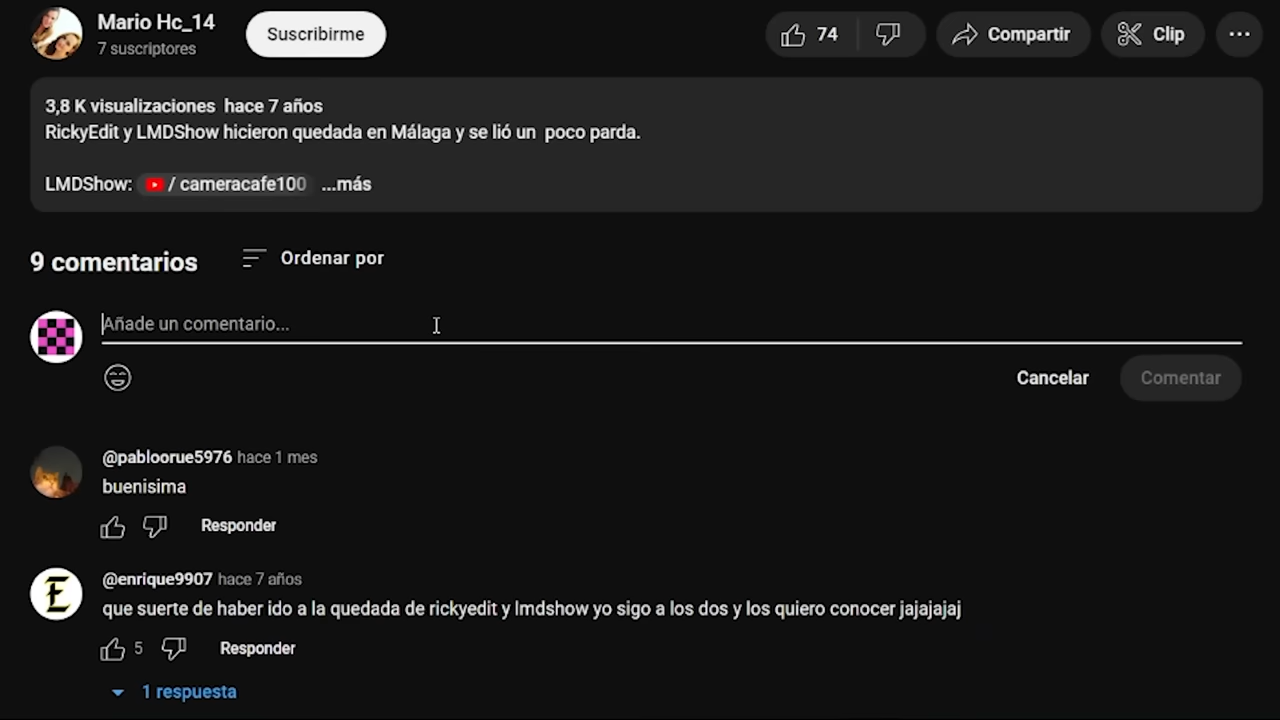 Mario Hc_14
7 suscriptores
Suscribirme
74
Compartir
Clip
3,8 K visualizaciones hace 7 años
RickyEdit y LMDShow hicieron quedada en Málaga y se lió un poco parda.
LMDShow: / cameracafe100 ...más
9 comentarios
Ordenar por
Añade un comentario...
Cancelar
Comentar
@pabloorue5976 hace 1 mes
buenisima
Responder
E
@enrique9907 hace 7 años
que suerte de haber ido a la quedada de rickyedit y lmdshow yo sigo a los dos y los quiero conocer jajajajaj
5
Responder
1 respuesta